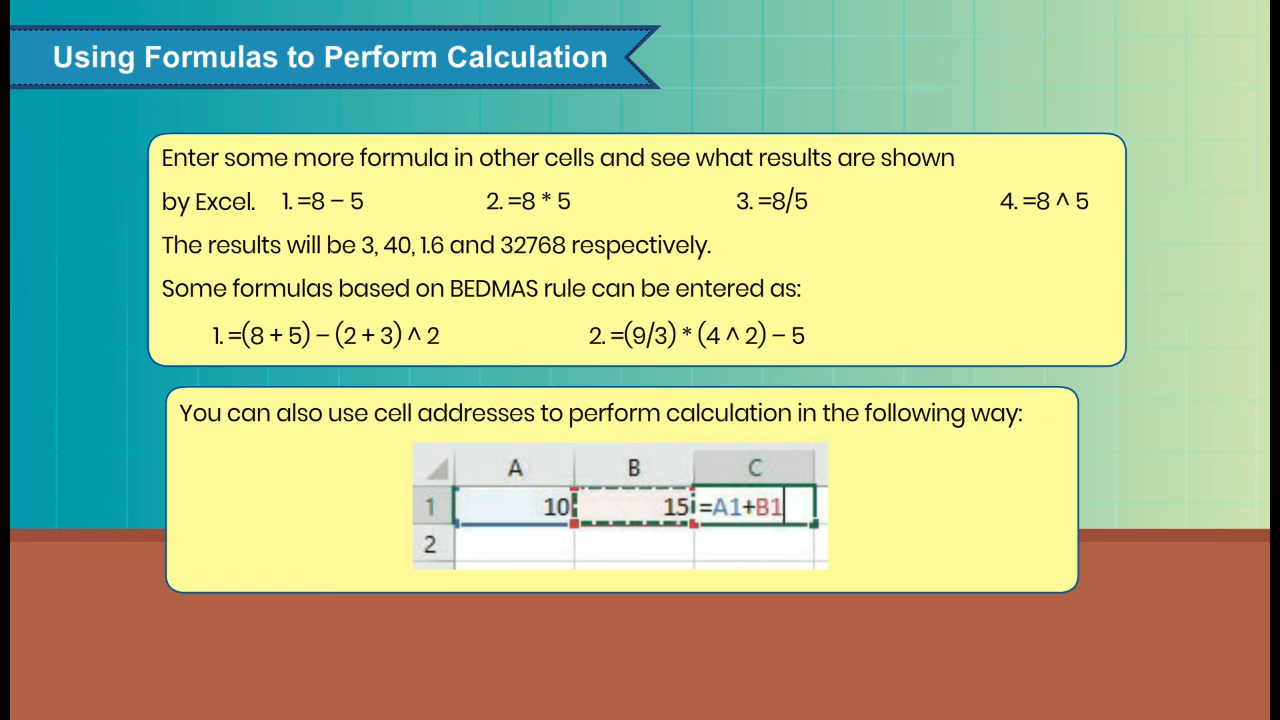 Using Formulas to Perform Calculation
Enter some more formula in other cells and see what results are shown
by Excel. 1. =8 – 5 2. =8 * 5 3. =8/5 4. =8 ^ 5
The results will be 3, 40, 1.6 and 32768 respectively.
Some formulas based on BEDMAS rule can be entered as:
1. =(8 + 5) – (2 + 3) ^ 2 2. =(9/3) * (4 ^ 2) – 5
You can also use cell addresses to perform calculation in the following way:
A B C
1 10 15 =A1+B1
2